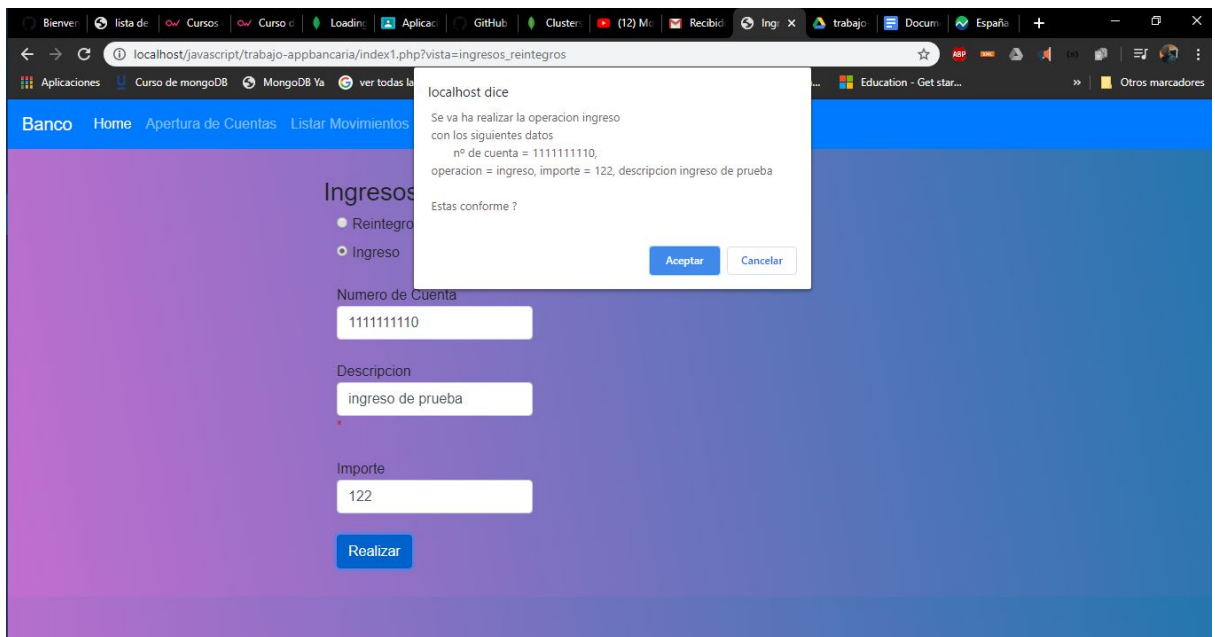 Bienven
lista de
Cursos
Curso d
Loading
Aplicaci
GitHub
Clusters
(12) Mo
Recibid
Ingr
trabajo
Docum
España
localhost/javascript/trabajo-appbancaria/index1.php?vista=ingresos_reintegros
ABP
Aplicaciones
Curso de mongoDB
MongoDB Ya
ver todas la
...
Education - Get star...
»
Otros marcadores
localhost dice
Se va ha realizar la operacion ingreso
con los siguientes datos
nº de cuenta = 1111111110,
operacion = ingreso, importe = 122, descripcion ingreso de prueba
Estas conforme ?
Aceptar
Cancelar
Banco
Home
Apertura de Cuentas
Listar Movimientos
Ingresos
Reintegro
Ingreso
Numero de Cuenta
1111111110
Descripcion
ingreso de prueba
*
Importe
122
Realizar